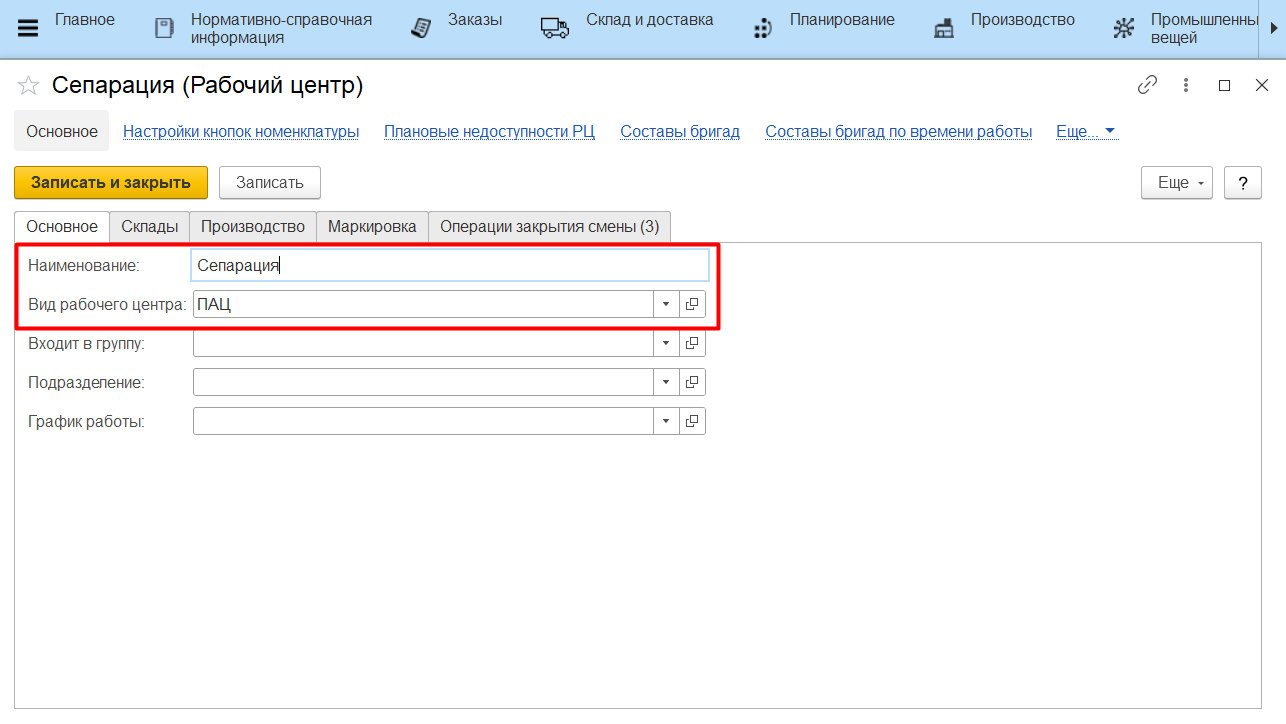 Главное
Нормативно-справочная
информация
Заказы
Склад и доставка
Планирование
Производство
Промышленны
вещей
Сепарация (Рабочий центр)
Основное
Настройки кнопок номенклатуры
Плановые недоступности РЦ
Составы бригад
Составы бригад по времени работы
Еще...
Записать и закрыть
Записать
Еще
?
Основное
Склады
Производство
Маркировка
Операции закрытия смены (3)
Наименование: Сепарация
Вид рабочего центра: ПАЦ
Входит в группу:
Подразделение:
График работы: